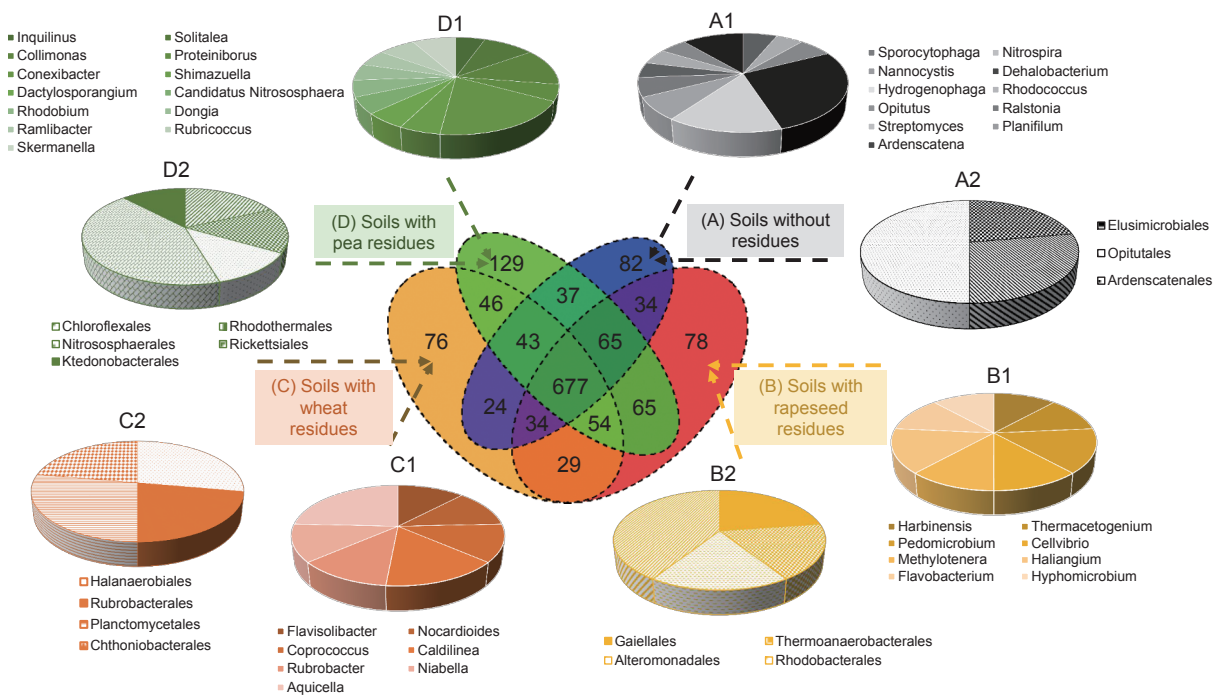 D1
A1
Inquilinus
Solitalea
Collimonas
Proteiniborus
Conexibacter
Shimazuella
Dactylosporangium
Candidatus Nitrososphaera
Rhodobium
Dongia
Ramlibacter
Rubricoccus
Skermanella
Sporocytophaga
Nitrospira
Nannocystis
Dehalobacterium
Hydrogenophaga
Rhodococcus
Opitutus
Ralstonia
Streptomyces
Planifilum
Ardenscatena
D2
A2
(D) Soils with
pea residues
(A) Soils without
residues
Elusimicrobiales
Opitutales
Ardenscatenales
129
82
46
37
34
76
43
65
78
677
24
34
54
65
29
Chloroflexales
Rhodothermales
Nitrososphaerales
Rickettsiales
Ktedonobacterales
(C) Soils with
wheat
residues
(B) Soils with
rapeseed
residues
B1
C2
C1
B2
Harbinensis
Thermacetogenium
Pedomicrobium
Cellvibrio
Methylotenera
Haliangium
Flavobacterium
Hyphomicrobium
Halanaerobiales
Rubrobacterales
Planctomycetales
Chthoniobacterales
Flavisolibacter
Nocardioides
Coprococcus
Caldilinea
Rubrobacter
Niabella
Aquicella
Gaiellales
Thermoanaerobacterales
Alteromonadales
Rhodobacterales